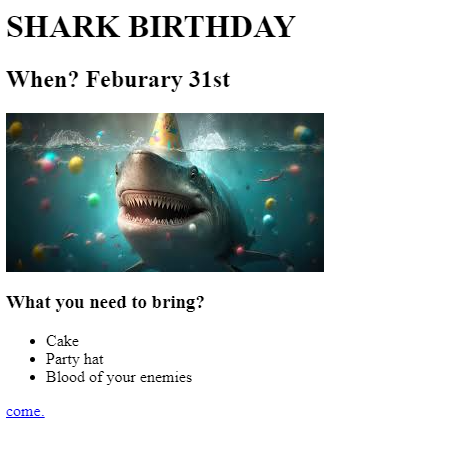 SHARK BIRTHDAY
When? Feburary 31st
What you need to bring?
Cake
Party hat
Blood of your enemies
come.